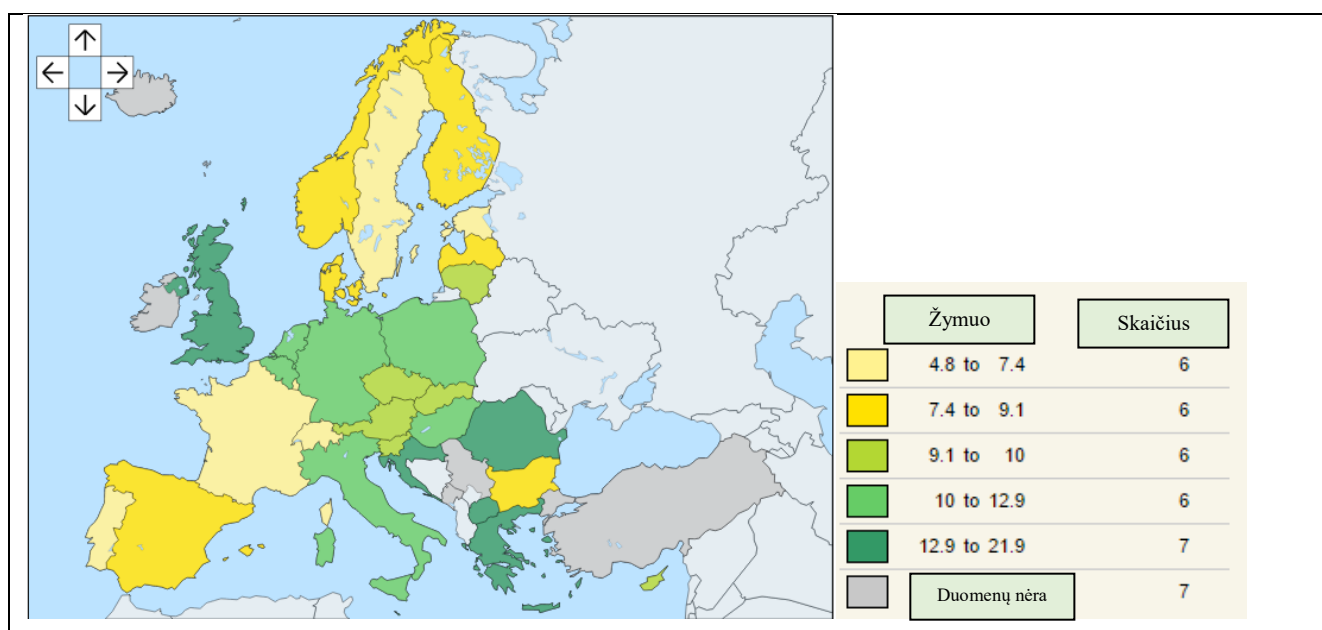 Žymuo Skaičius
4.8 to 7.4 6
7.4 to 9.1 6
9.1 to 10 6
10 to 12.9 6
12.9 to 21.9 7
Duomenų nėra 7